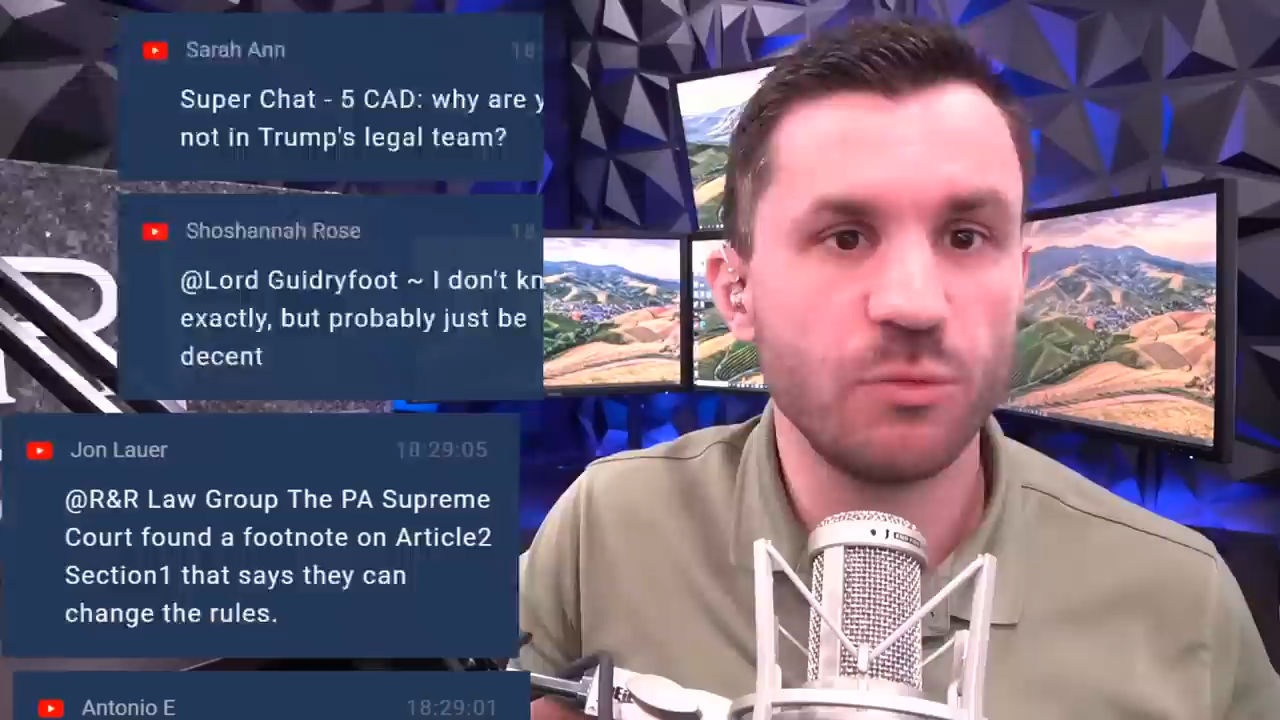 Sarah Ann
Super Chat - 5 CAD: why are
not in Trump's legal team?
Shoshannah Rose
@Lord Guidryfoot ~ I don't
exactly, but probably just be
decent
Jon Lauer 18:29:05
@R&R Law Group The PA Supreme
Court found a footnote on Article2
Section1 that says they can
change the rules.
Antonio E 18:29:01